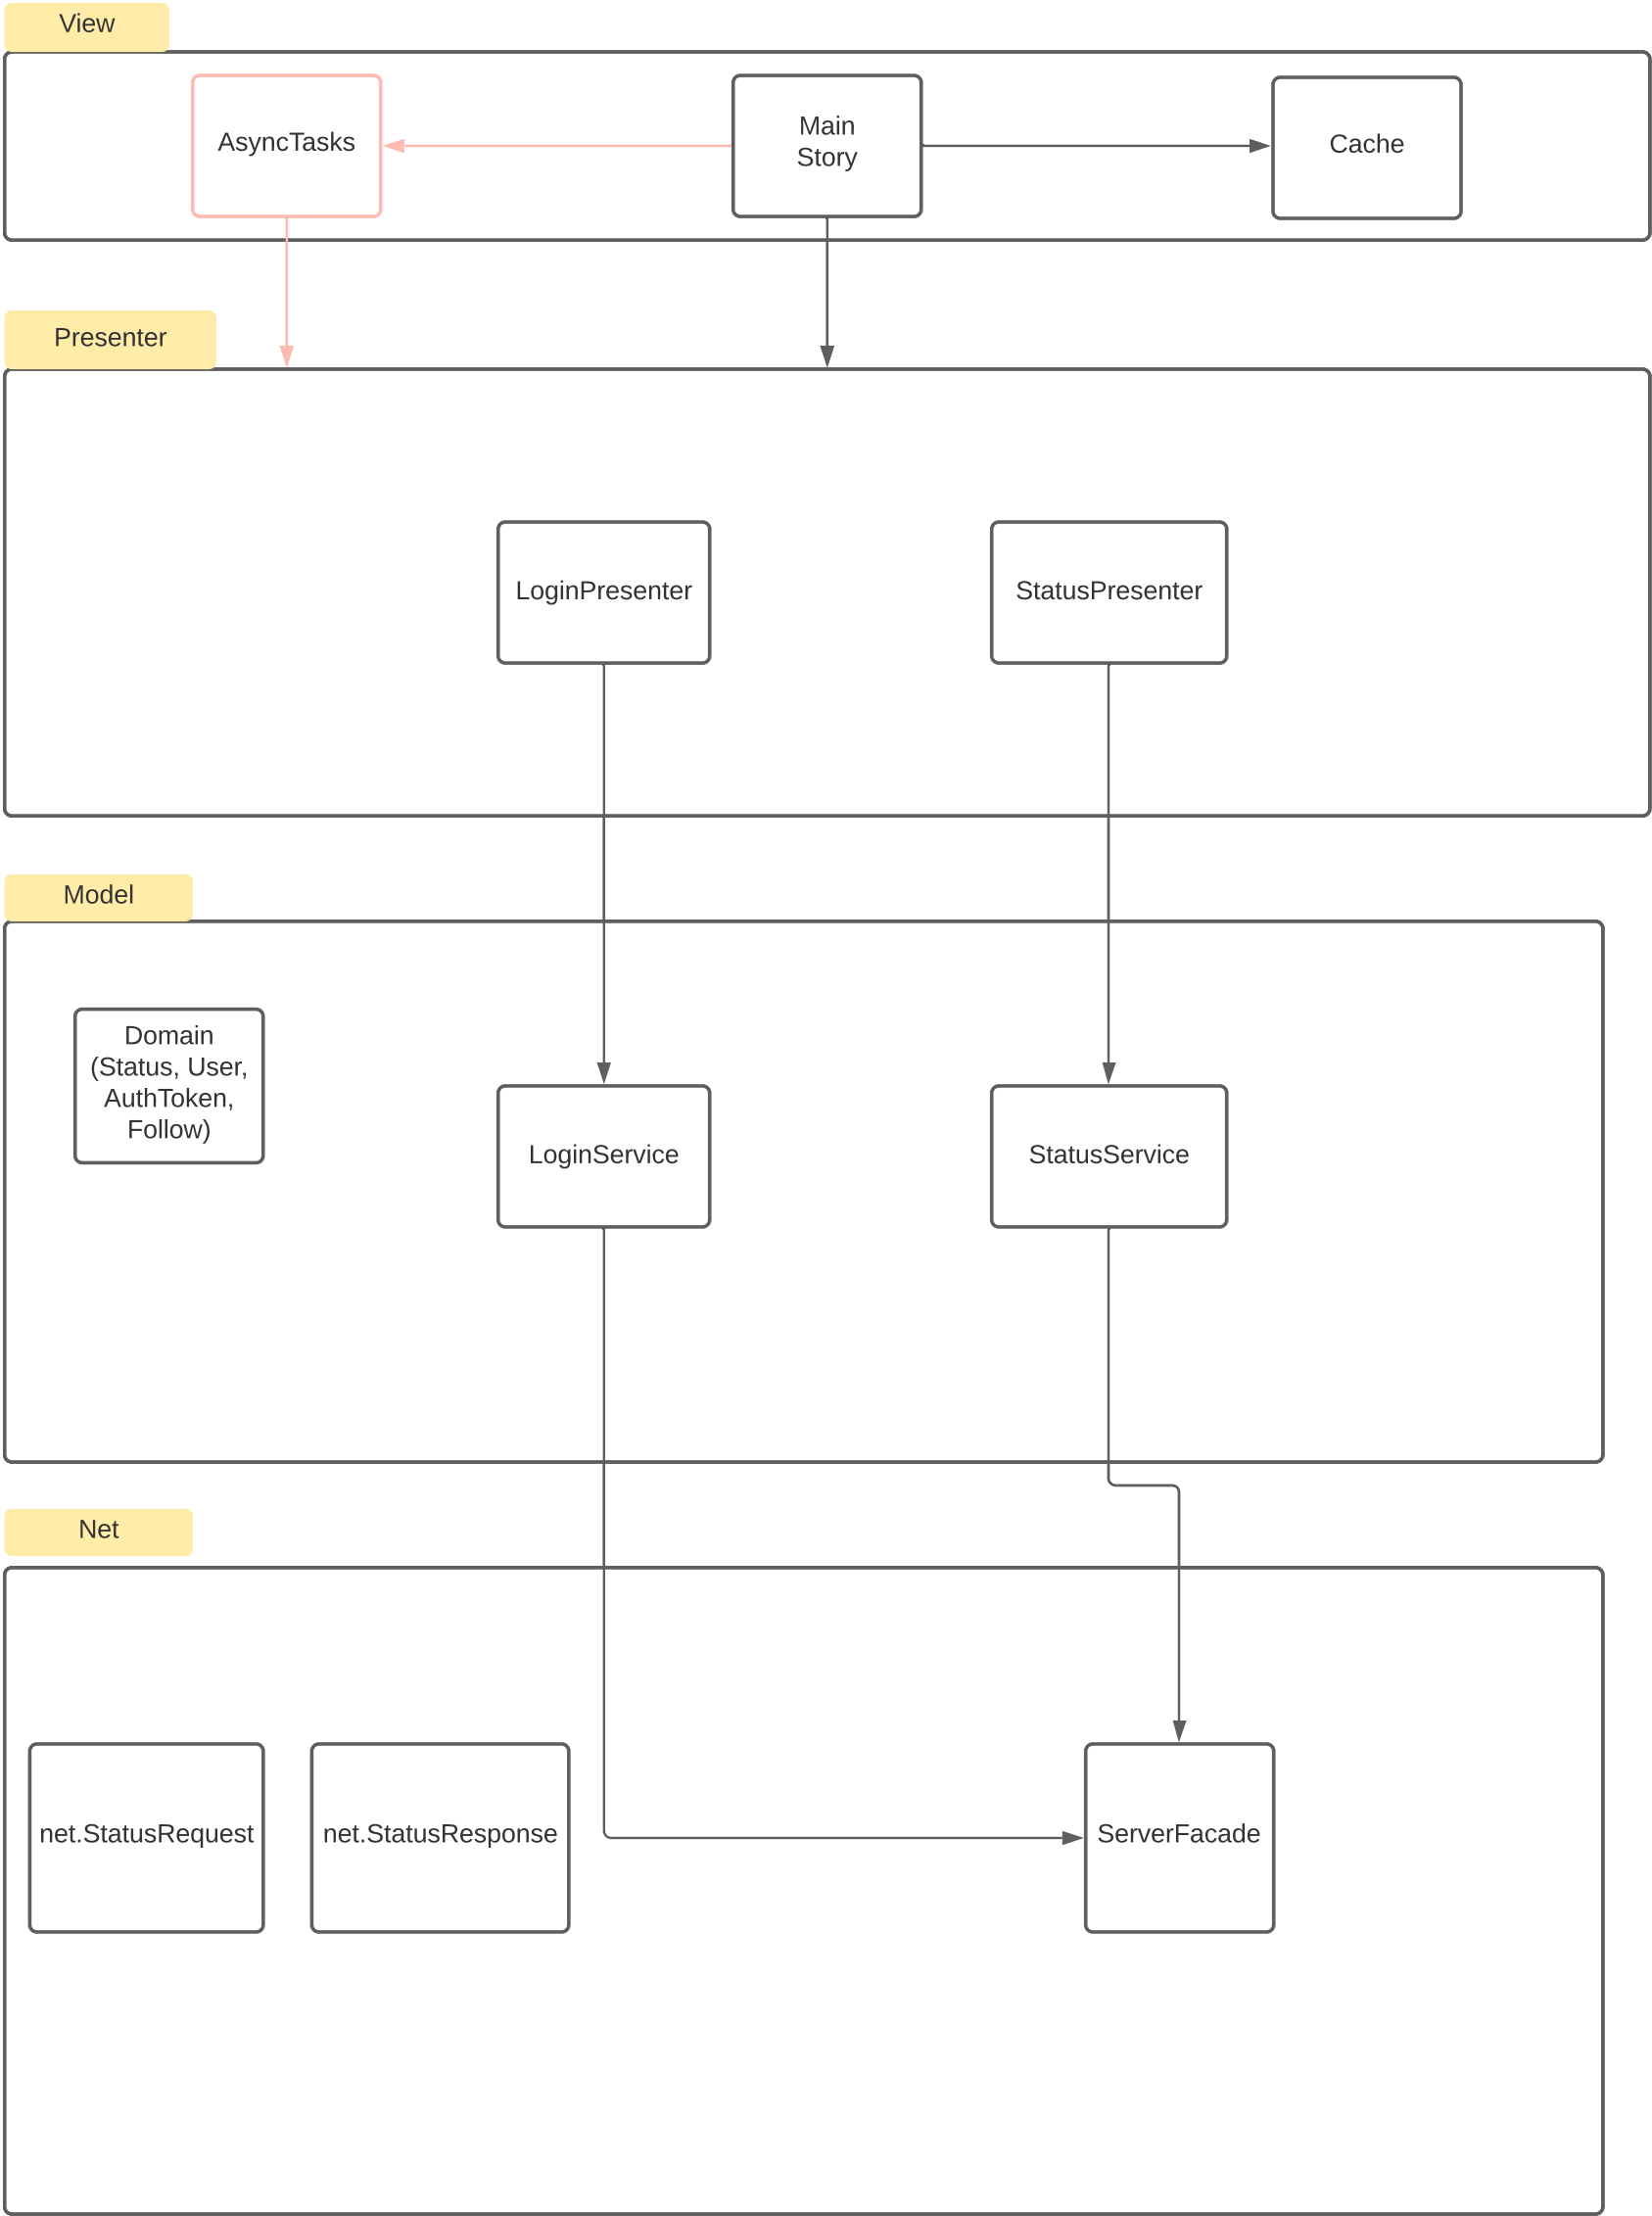 View
AsyncTasks
Main
Story
Cache
Presenter
LoginPresenter
StatusPresenter
Model
Domain
(Status, User,
AuthToken,
Follow)
LoginService
StatusService
Net
net.StatusRequest
net.StatusResponse
ServerFacade